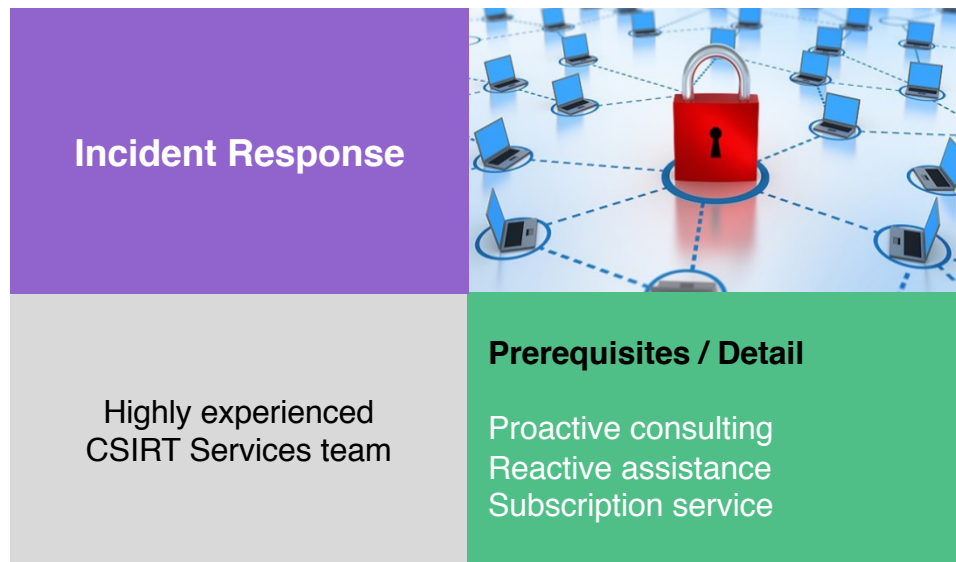 Incident Response
Highly experienced
CSIRT Services team
Prerequisites / Detail
Proactive consulting
Reactive assistance
Subscription service